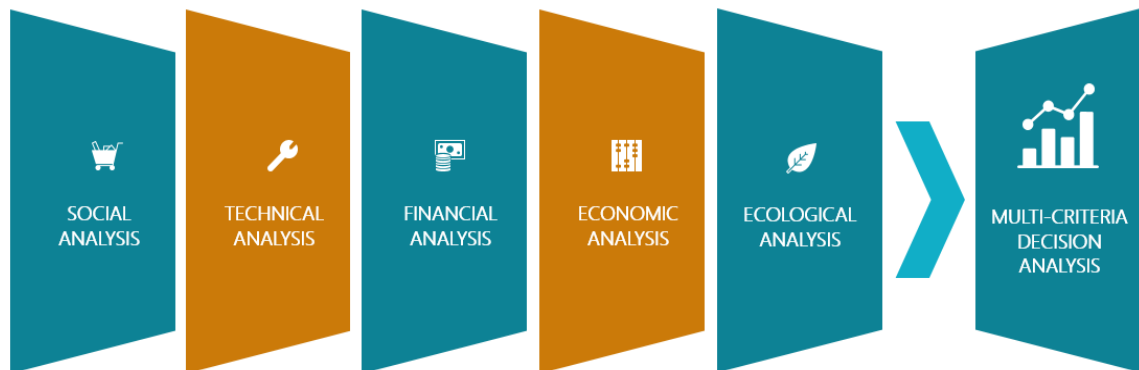 SOCIAL
ANALYSIS
TECHNICAL
ANALYSIS
FINANCIAL
ANALYSIS
ECONOMIC
ANALYSIS
ECOLOGICAL
ANALYSIS
MULTI-CRITERIA
DECISION
ANALYSIS